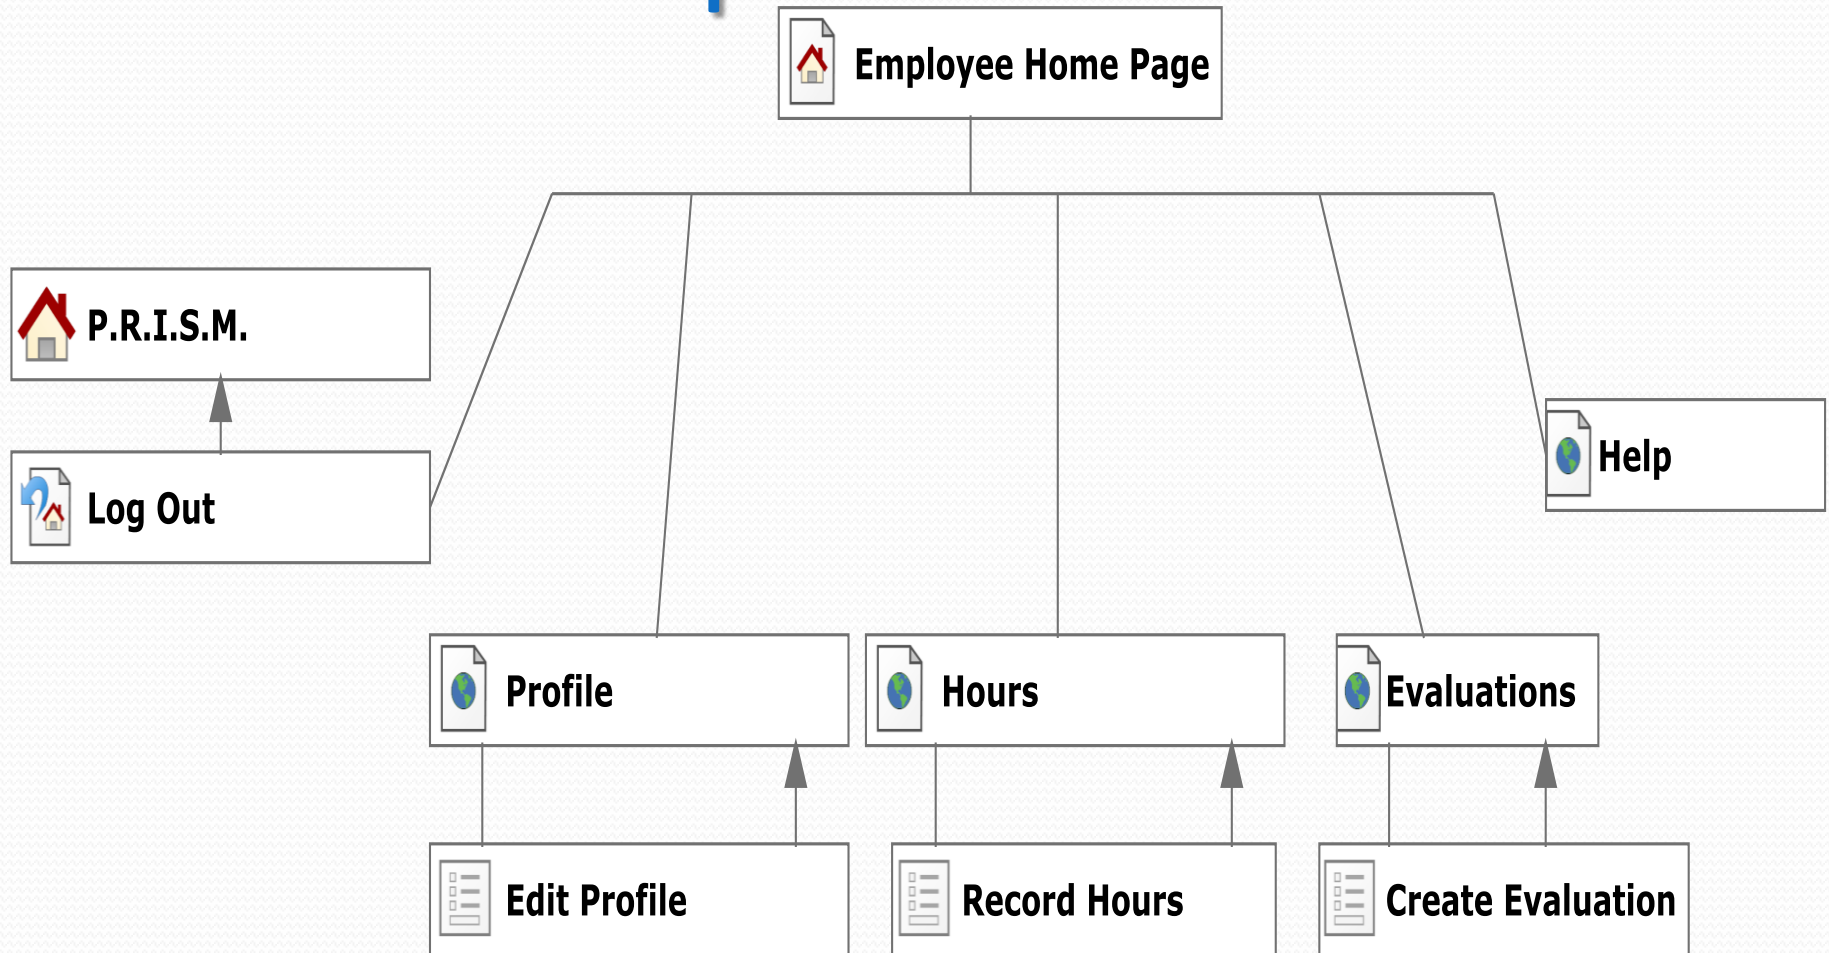 Employee Home Page
P.R.I.S.M.
Log Out
Help
Profile
Hours
Evaluations
Edit Profile
Record Hours
Create Evaluation